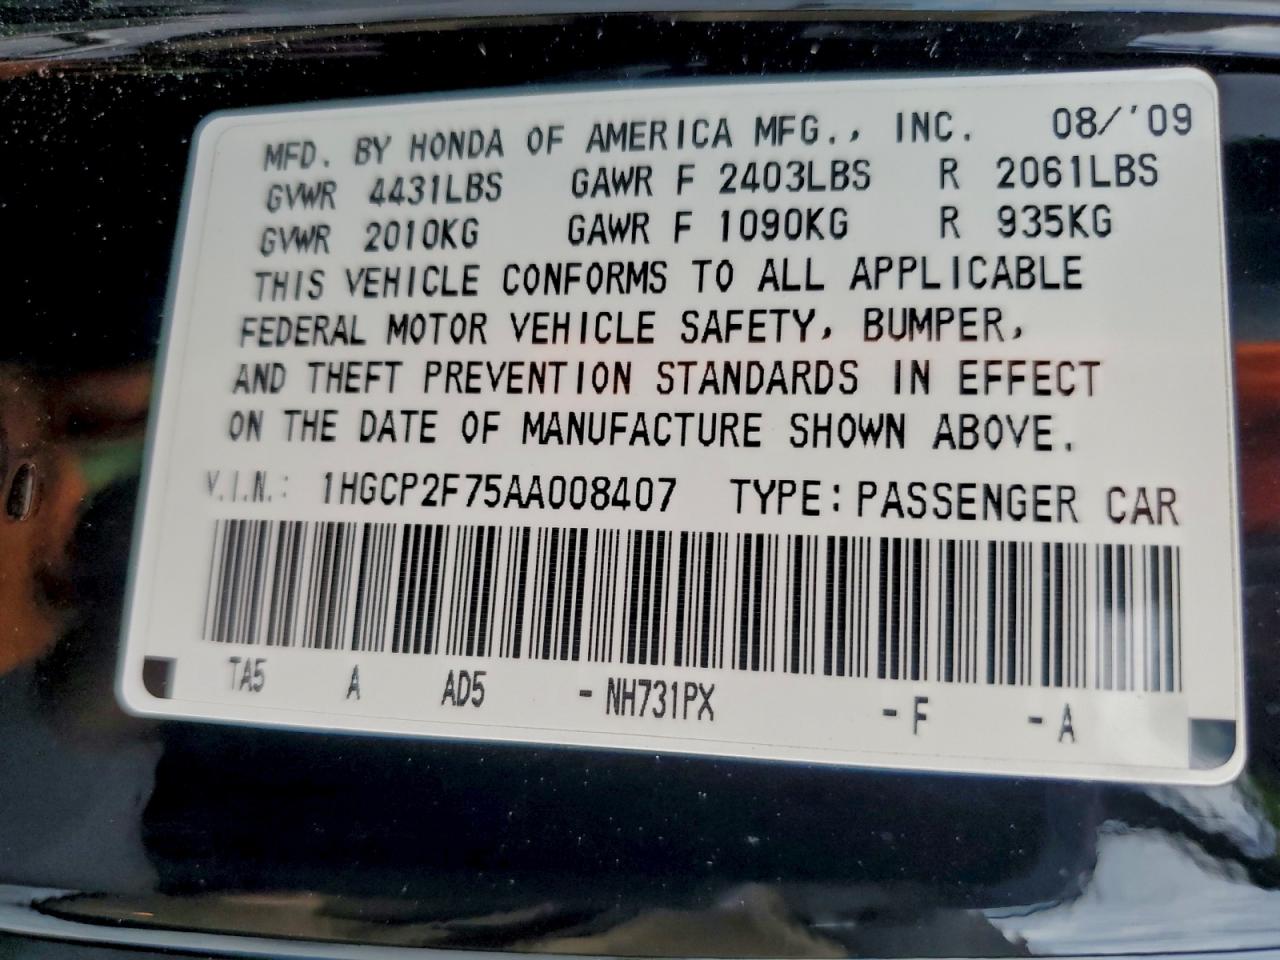 MFD. BY HONDA OF AMERICA MFG., INC. 08/'09
GVWR 4431LBS GAWR F 2403LBS R 2061LBS
GVWR 2010KG GAWR F 1090KG R 935KG
THIS VEHICLE CONFORMS TO ALL APPLICABLE
FEDERAL MOTOR VEHICLE SAFETY, BUMPER,
AND THEFT PREVENTION STANDARDS IN EFFECT
ON THE DATE OF MANUFACTURE SHOWN ABOVE.
V.I.N.: 1HGCP2F75AA008407 TYPE: PASSENGER CAR
TA5 A AD5 - NH731PX - F - A